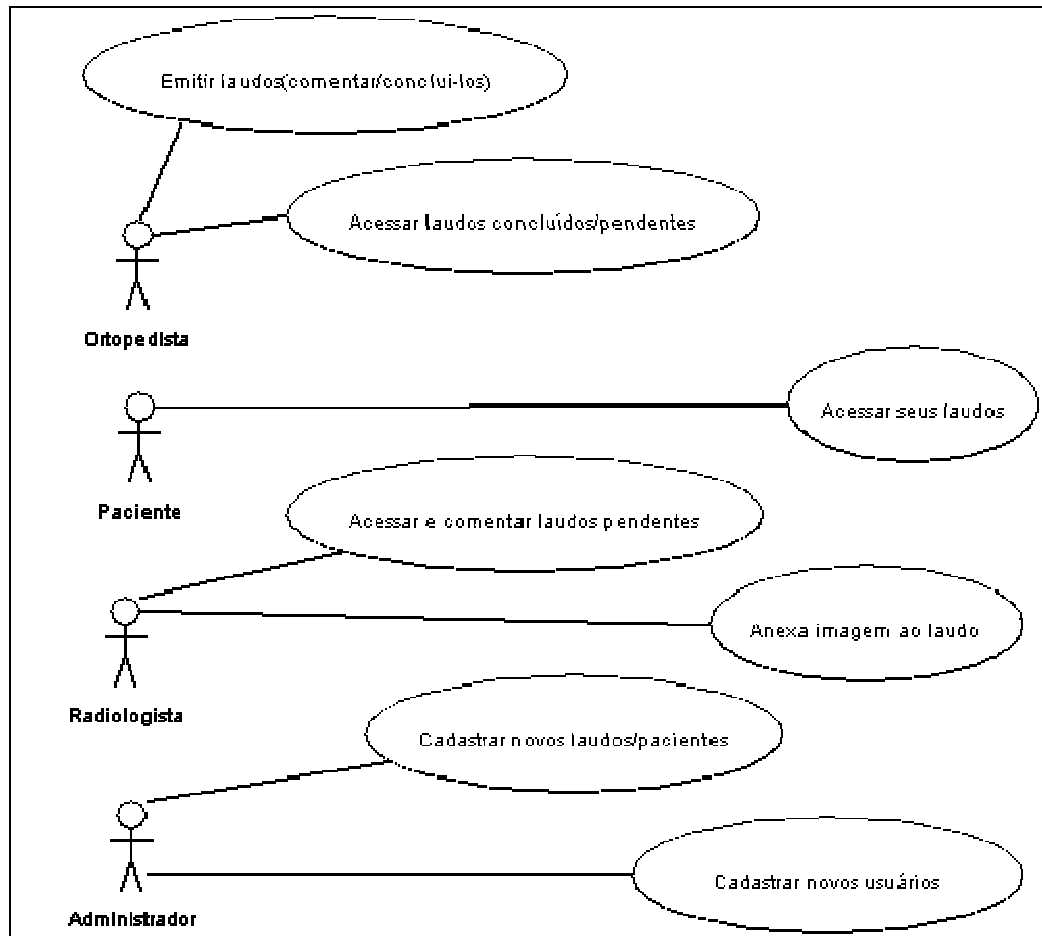 Emitir laudos(comentar/conclui-los)
Acessar laudos concluídos/pendentes
Ortopedista
Acessar seus laudos
Paciente
Acessar e comentar laudos pendentes
Anexa imagem ao laudo
Radiologista
Cadastrar novos laudos/pacientes
Cadastrar novos usuários
Administrador